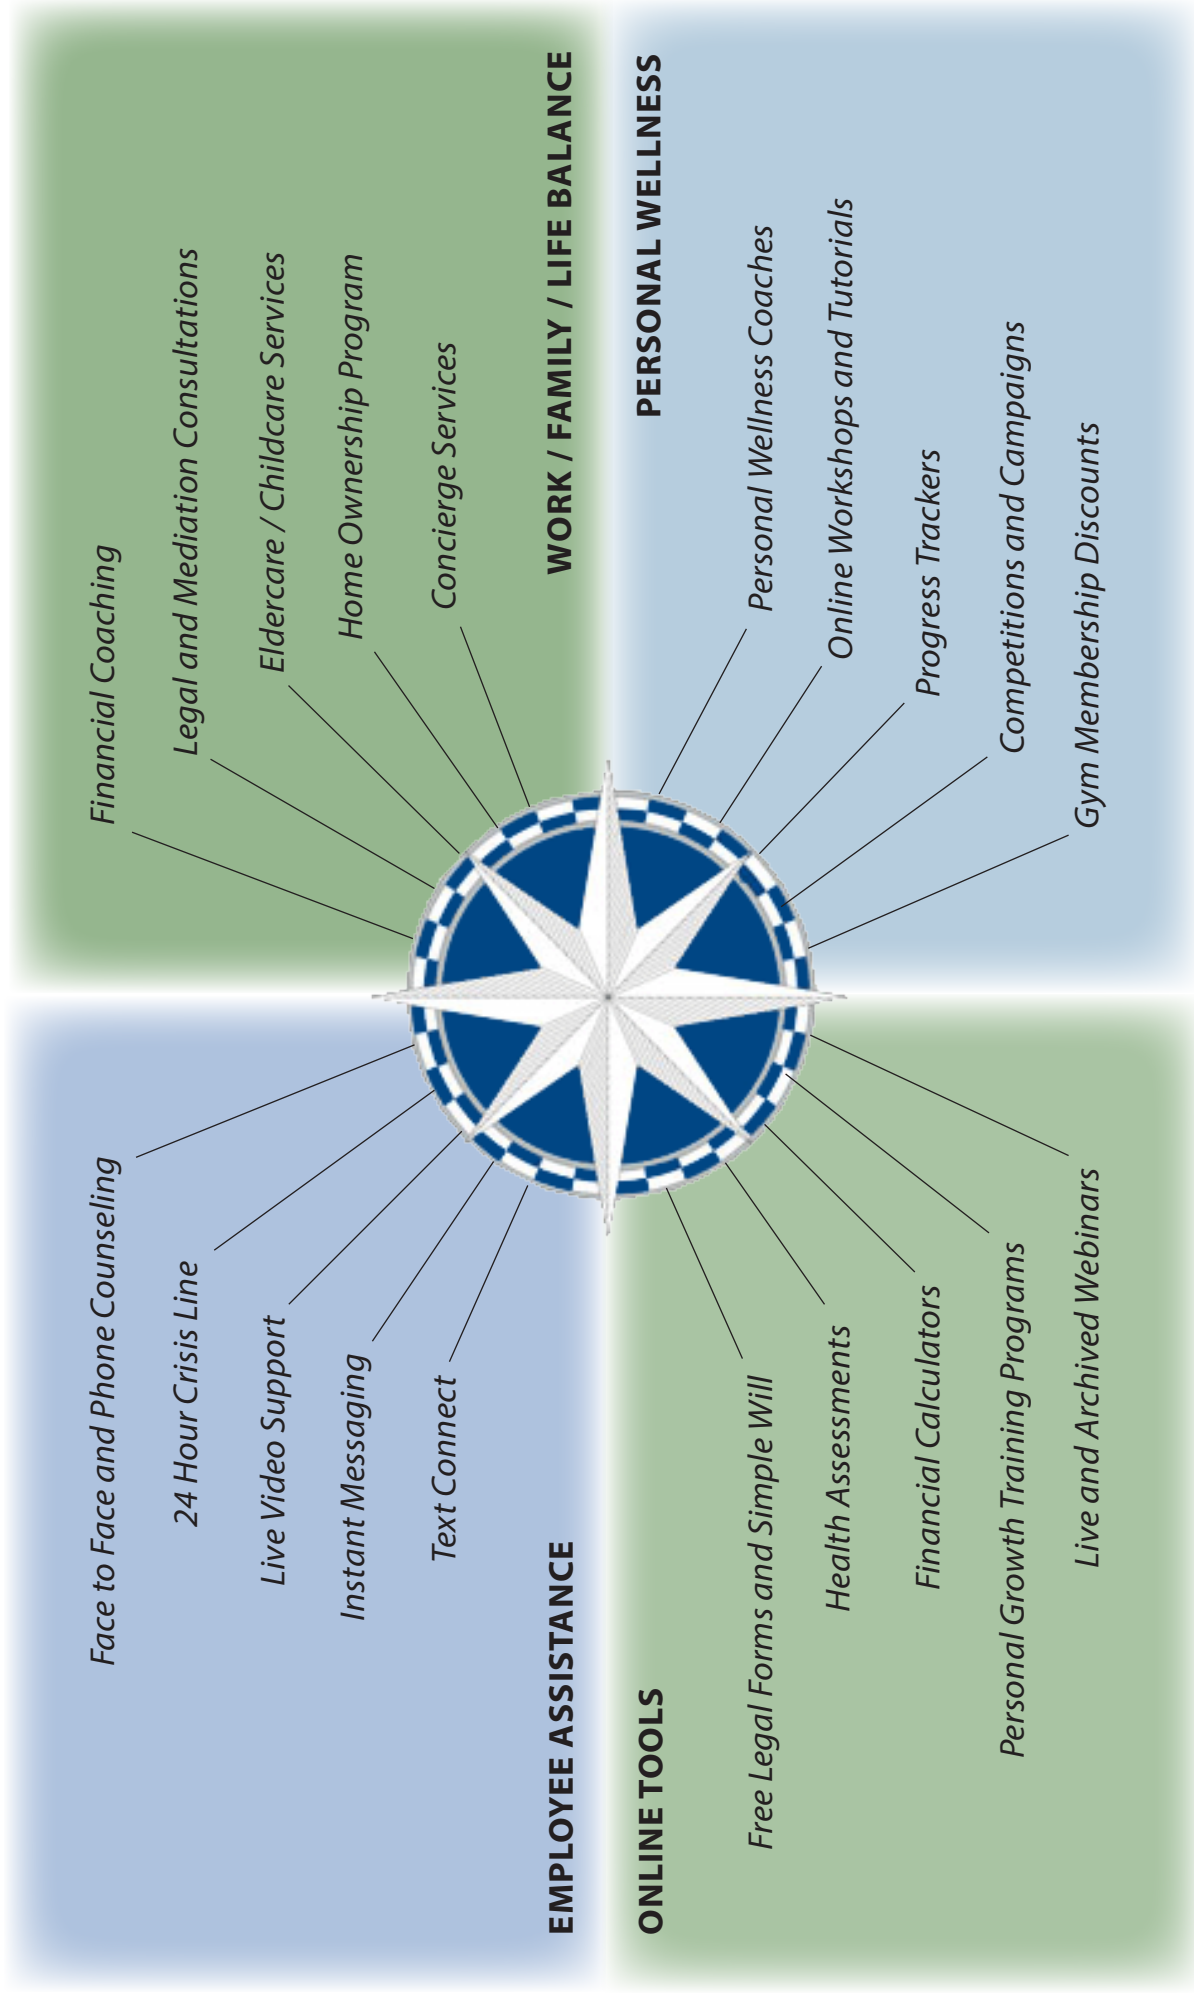 Face to Face and Phone Counseling
24 Hour Crisis Line
Live Video Support
Instant Messaging
Text Connect
EMPLOYEE ASSISTANCE
Financial Coaching
Legal and Mediation Consultations
Eldercare / Childcare Services
Home Ownership Program
Concierge Services
WORK / FAMILY / LIFE BALANCE
ONLINE TOOLS
Free Legal Forms and Simple Will
Health Assessments
Financial Calculators
Personal Growth Training Programs
Live and Archived Webinars
PERSONAL WELLNESS
Personal Wellness Coaches
Online Workshops and Tutorials
Progress Trackers
Competitions and Campaigns
Gym Membership Discounts